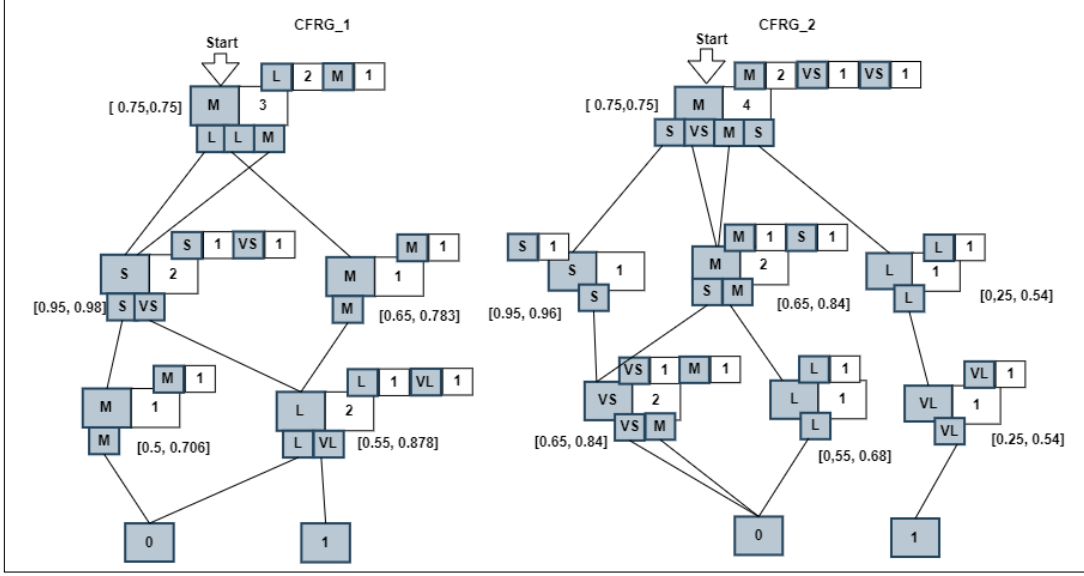 CFRG_1
CFRG_2
Start
Start
L 2 M 1
M 2 VS 1 VS 1
[ 0.75,0.75]
M 3
[ 0.75,0.75]
M 4
L L M
S VS M S
S 1 VS 1
M 1
S 1
M 1 S 1
L 1
S 2
M 1
S 1
M 2
L 1
[0.95, 0.98]
S VS
M
[0.65, 0.783]
[0.95, 0.96]
S
S M
[0.65, 0.84]
L
[0,25, 0.54]
M 1
L 1 VL 1
VS 1 M 1
L 1
VL 1
M 1
L 2
VS 2
L 1
VL 1
M
[0.5, 0.706]
L VL
[0.55, 0.878]
[0.65, 0.84]
VS M
L
[0,55, 0.68]
VL
[0.25, 0.54]
0
1
0
1